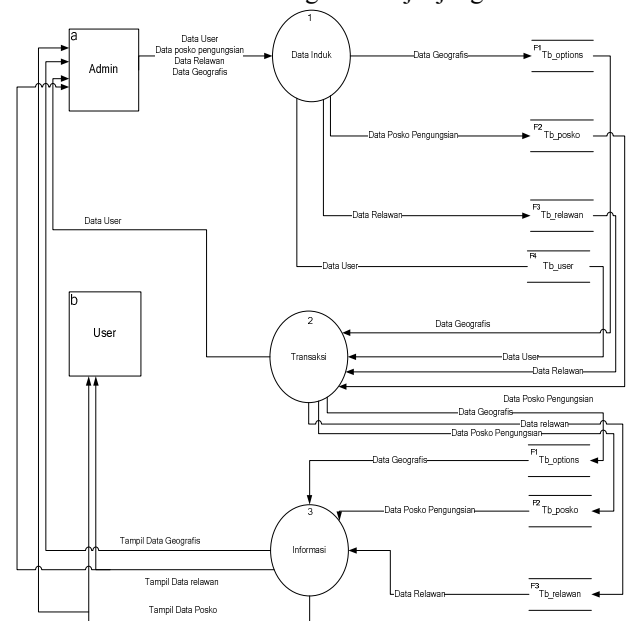 a
Admin
Data User
Data posko pengungsian
Data Relawan
Data Geografis
1
Data Induk
Data Geografis
F1
Tb_options
Data Posko Pengungsian
F2
Tb_posko
Data Relawan
F3
Tb_relawan
Data User
F4
Tb_user
Data User
b
User
2
Transaksi
Data Geografis
Data User
Data Relawan
Data Posko Pengungsian
Data Geografis
Data relawan
Data Posko Pengungsian
F1
Tb_options
Data Geografis
F2
Tb_posko
Data Posko Pengungsian
3
Informasi
Tampil Data Geografis
Tampil Data relawan
Data Relawan
F3
Tb_relawan
Tampil Data Posko